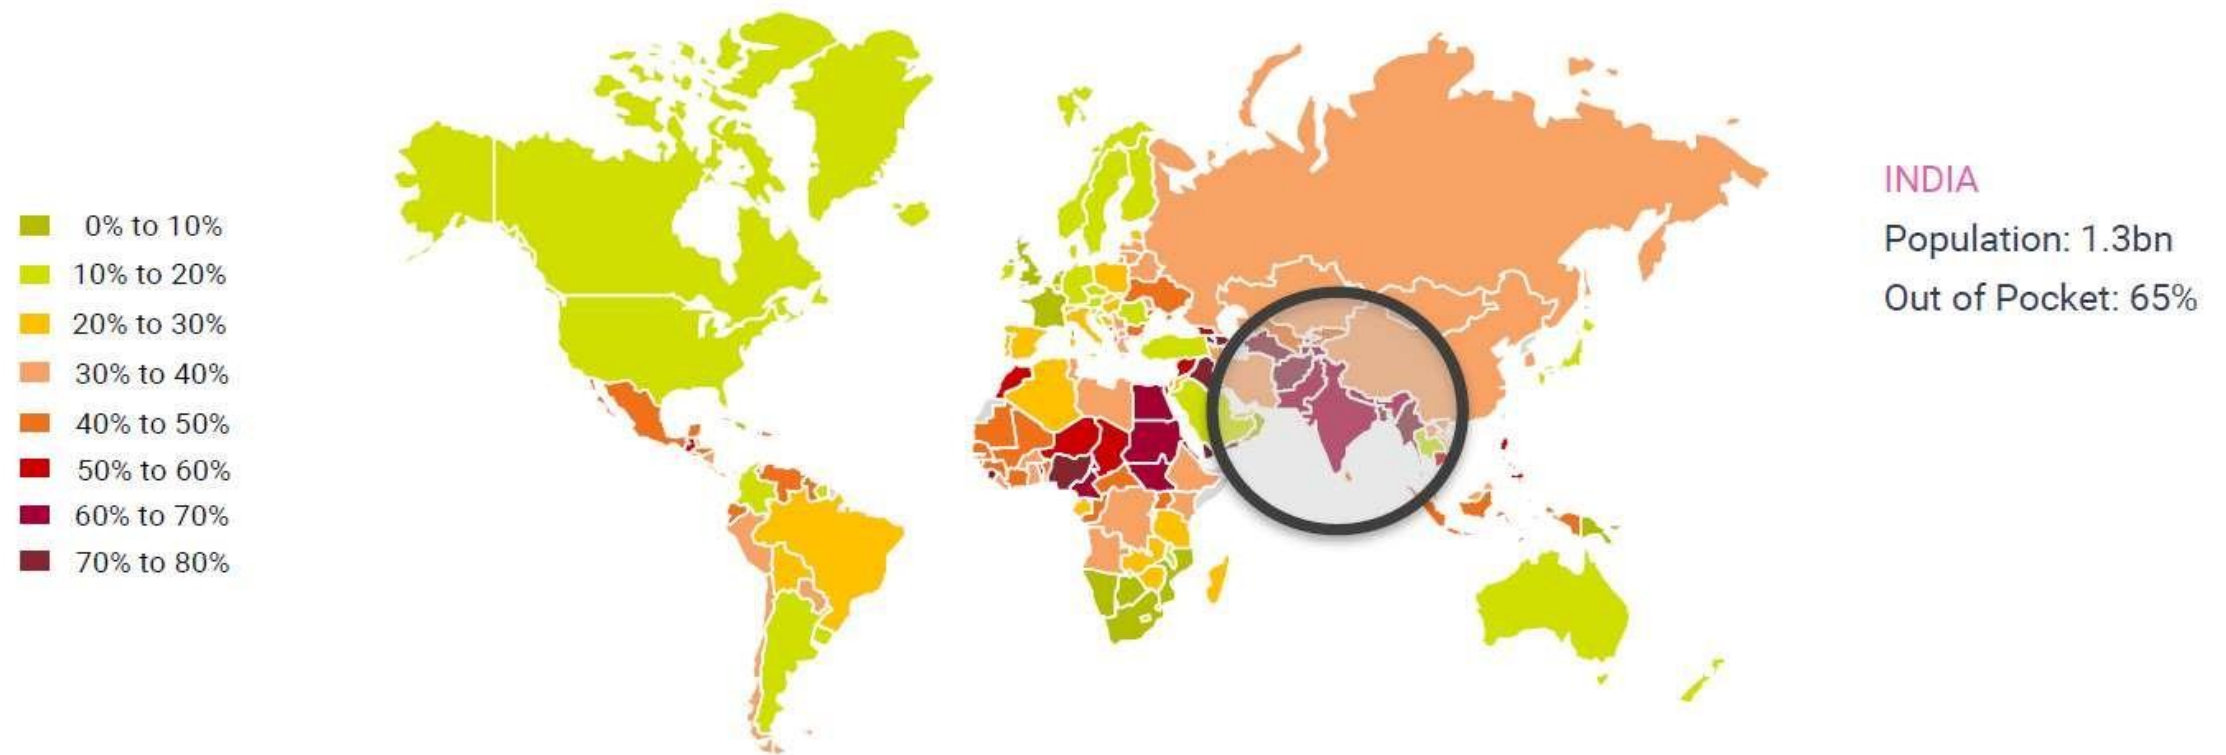 0% to 10%
10% to 20%
20% to 30%
30% to 40%
40% to 50%
50% to 60%
60% to 70%
70% to 80%
INDIA
Population: 1.3bn
Out of Pocket: 65%